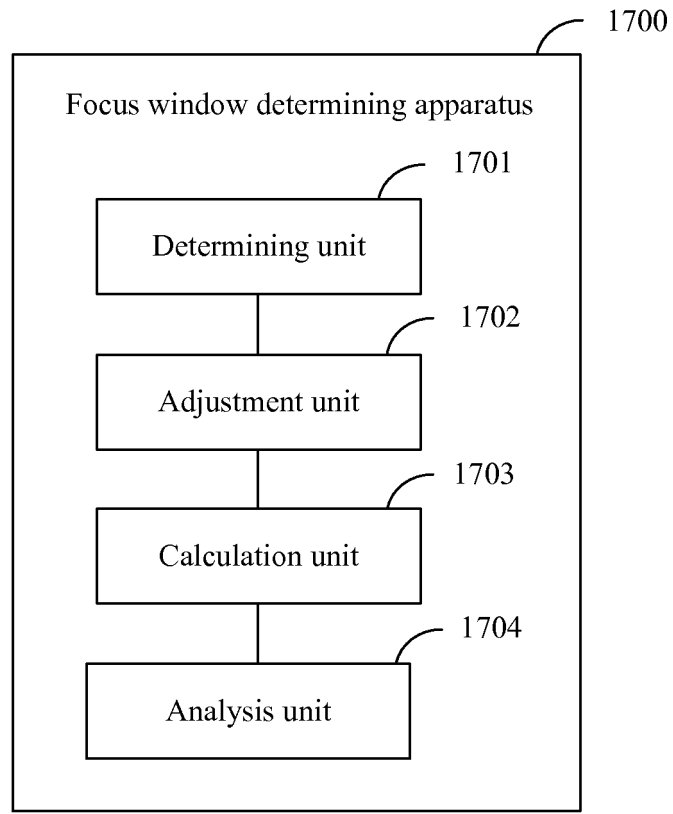 1700
Focus window determining apparatus
1701
Determining unit
1702
Adjustment unit
1703
Calculation unit
1704
Analysis unit